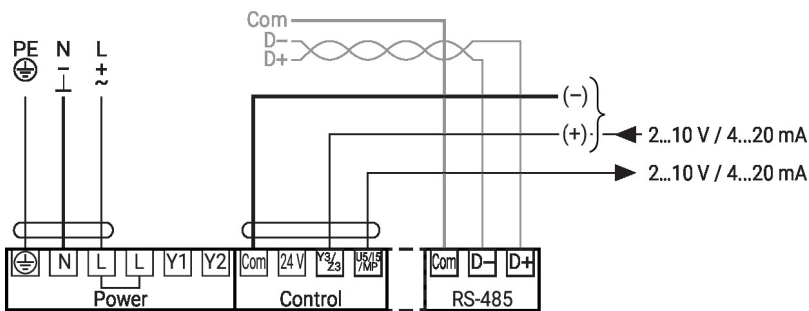 Com
D−
D+
PE N L
− +
⊥ ~
(−)
(+) 2...10 V / 4...20 mA
2...10 V / 4...20 mA
N L L Y1 Y2 Com 24 V Y3/Z3 U5/I5/MP Com D− D+
Power Control RS-485